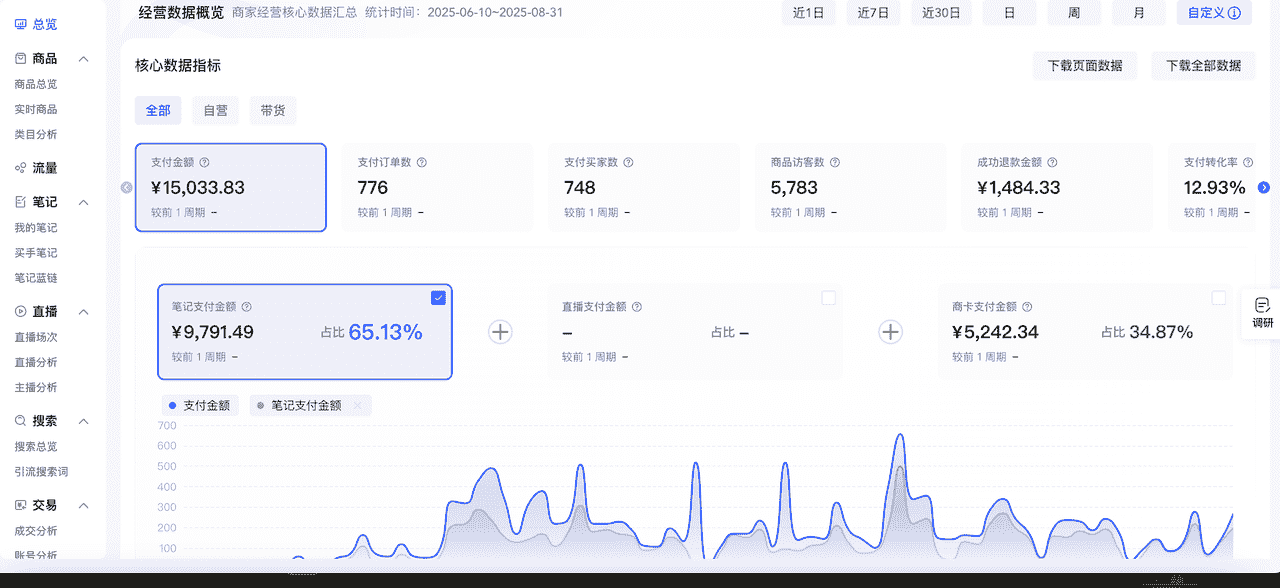 总览
商品
商品总览
实时商品
类目分析
流量
笔记
我的笔记
买手笔记
笔记蓝链
直播
直播场次
直播分析
主播分析
搜索
搜索总览
引流搜索词
交易
成交分析
账号分析
经营数据概览 商家经营核心数据汇总 统计时间：2025-06-10~2025-08-31
近1日 近7日 近30日 日 周 月 自定义
核心数据指标
下载页面数据 下载全部数据
全部 自营 带货
支付金额 支付订单数 支付买家数 商品访客数 成功退款金额 支付转化率
¥15,033.83 776 748 5,783 ¥1,484.33 12.93%
较前 1 周期 – 较前 1 周期 – 较前 1 周期 – 较前 1 周期 – 较前 1 周期 – 较前 1 周期 –
笔记支付金额 直播支付金额 商卡支付金额
¥9,791.49 占比 65.13% – 占比 – ¥5,242.34 占比 34.87%
较前 1 周期 – 较前 1 周期 – 较前 1 周期 –
调研
支付金额 笔记支付金额
700
600
500
400
300
200
100